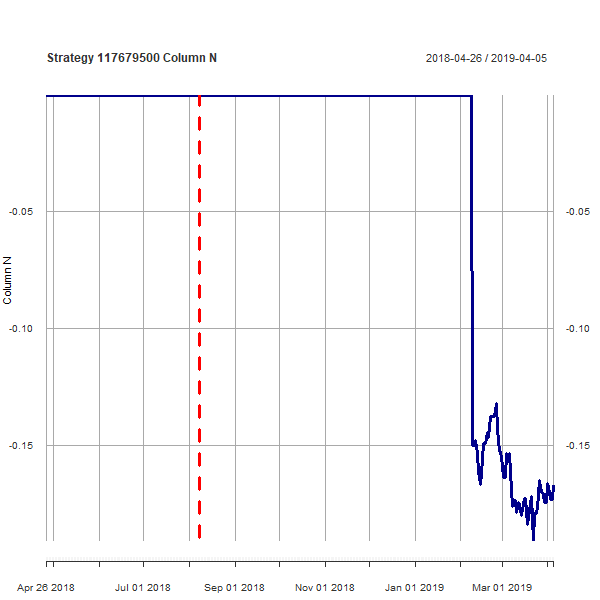 Strategy 117679500 Column N
2018-04-26 / 2019-04-05
-0.05
-0.05
-0.10
-0.10
-0.15
-0.15
Column N
Apr 26 2018
Jul 01 2018
Sep 01 2018
Nov 01 2018
Jan 01 2019
Mar 01 2019